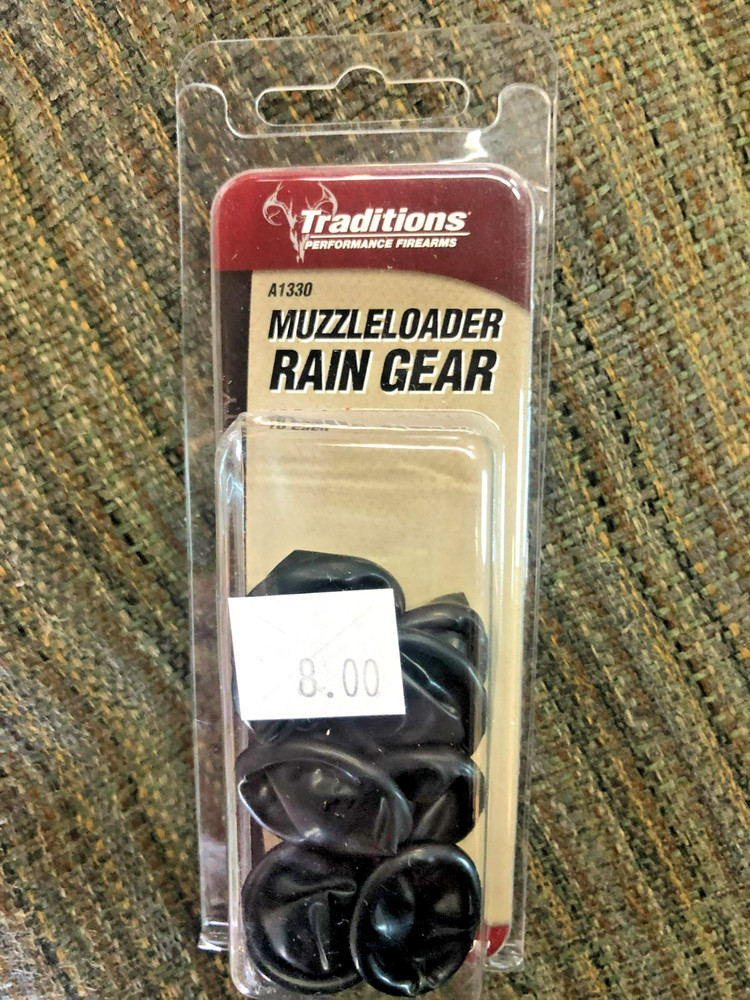 Traditions
PERFORMANCE FIREARMS
A1330
MUZZLELOADER
RAIN GEAR
8.00